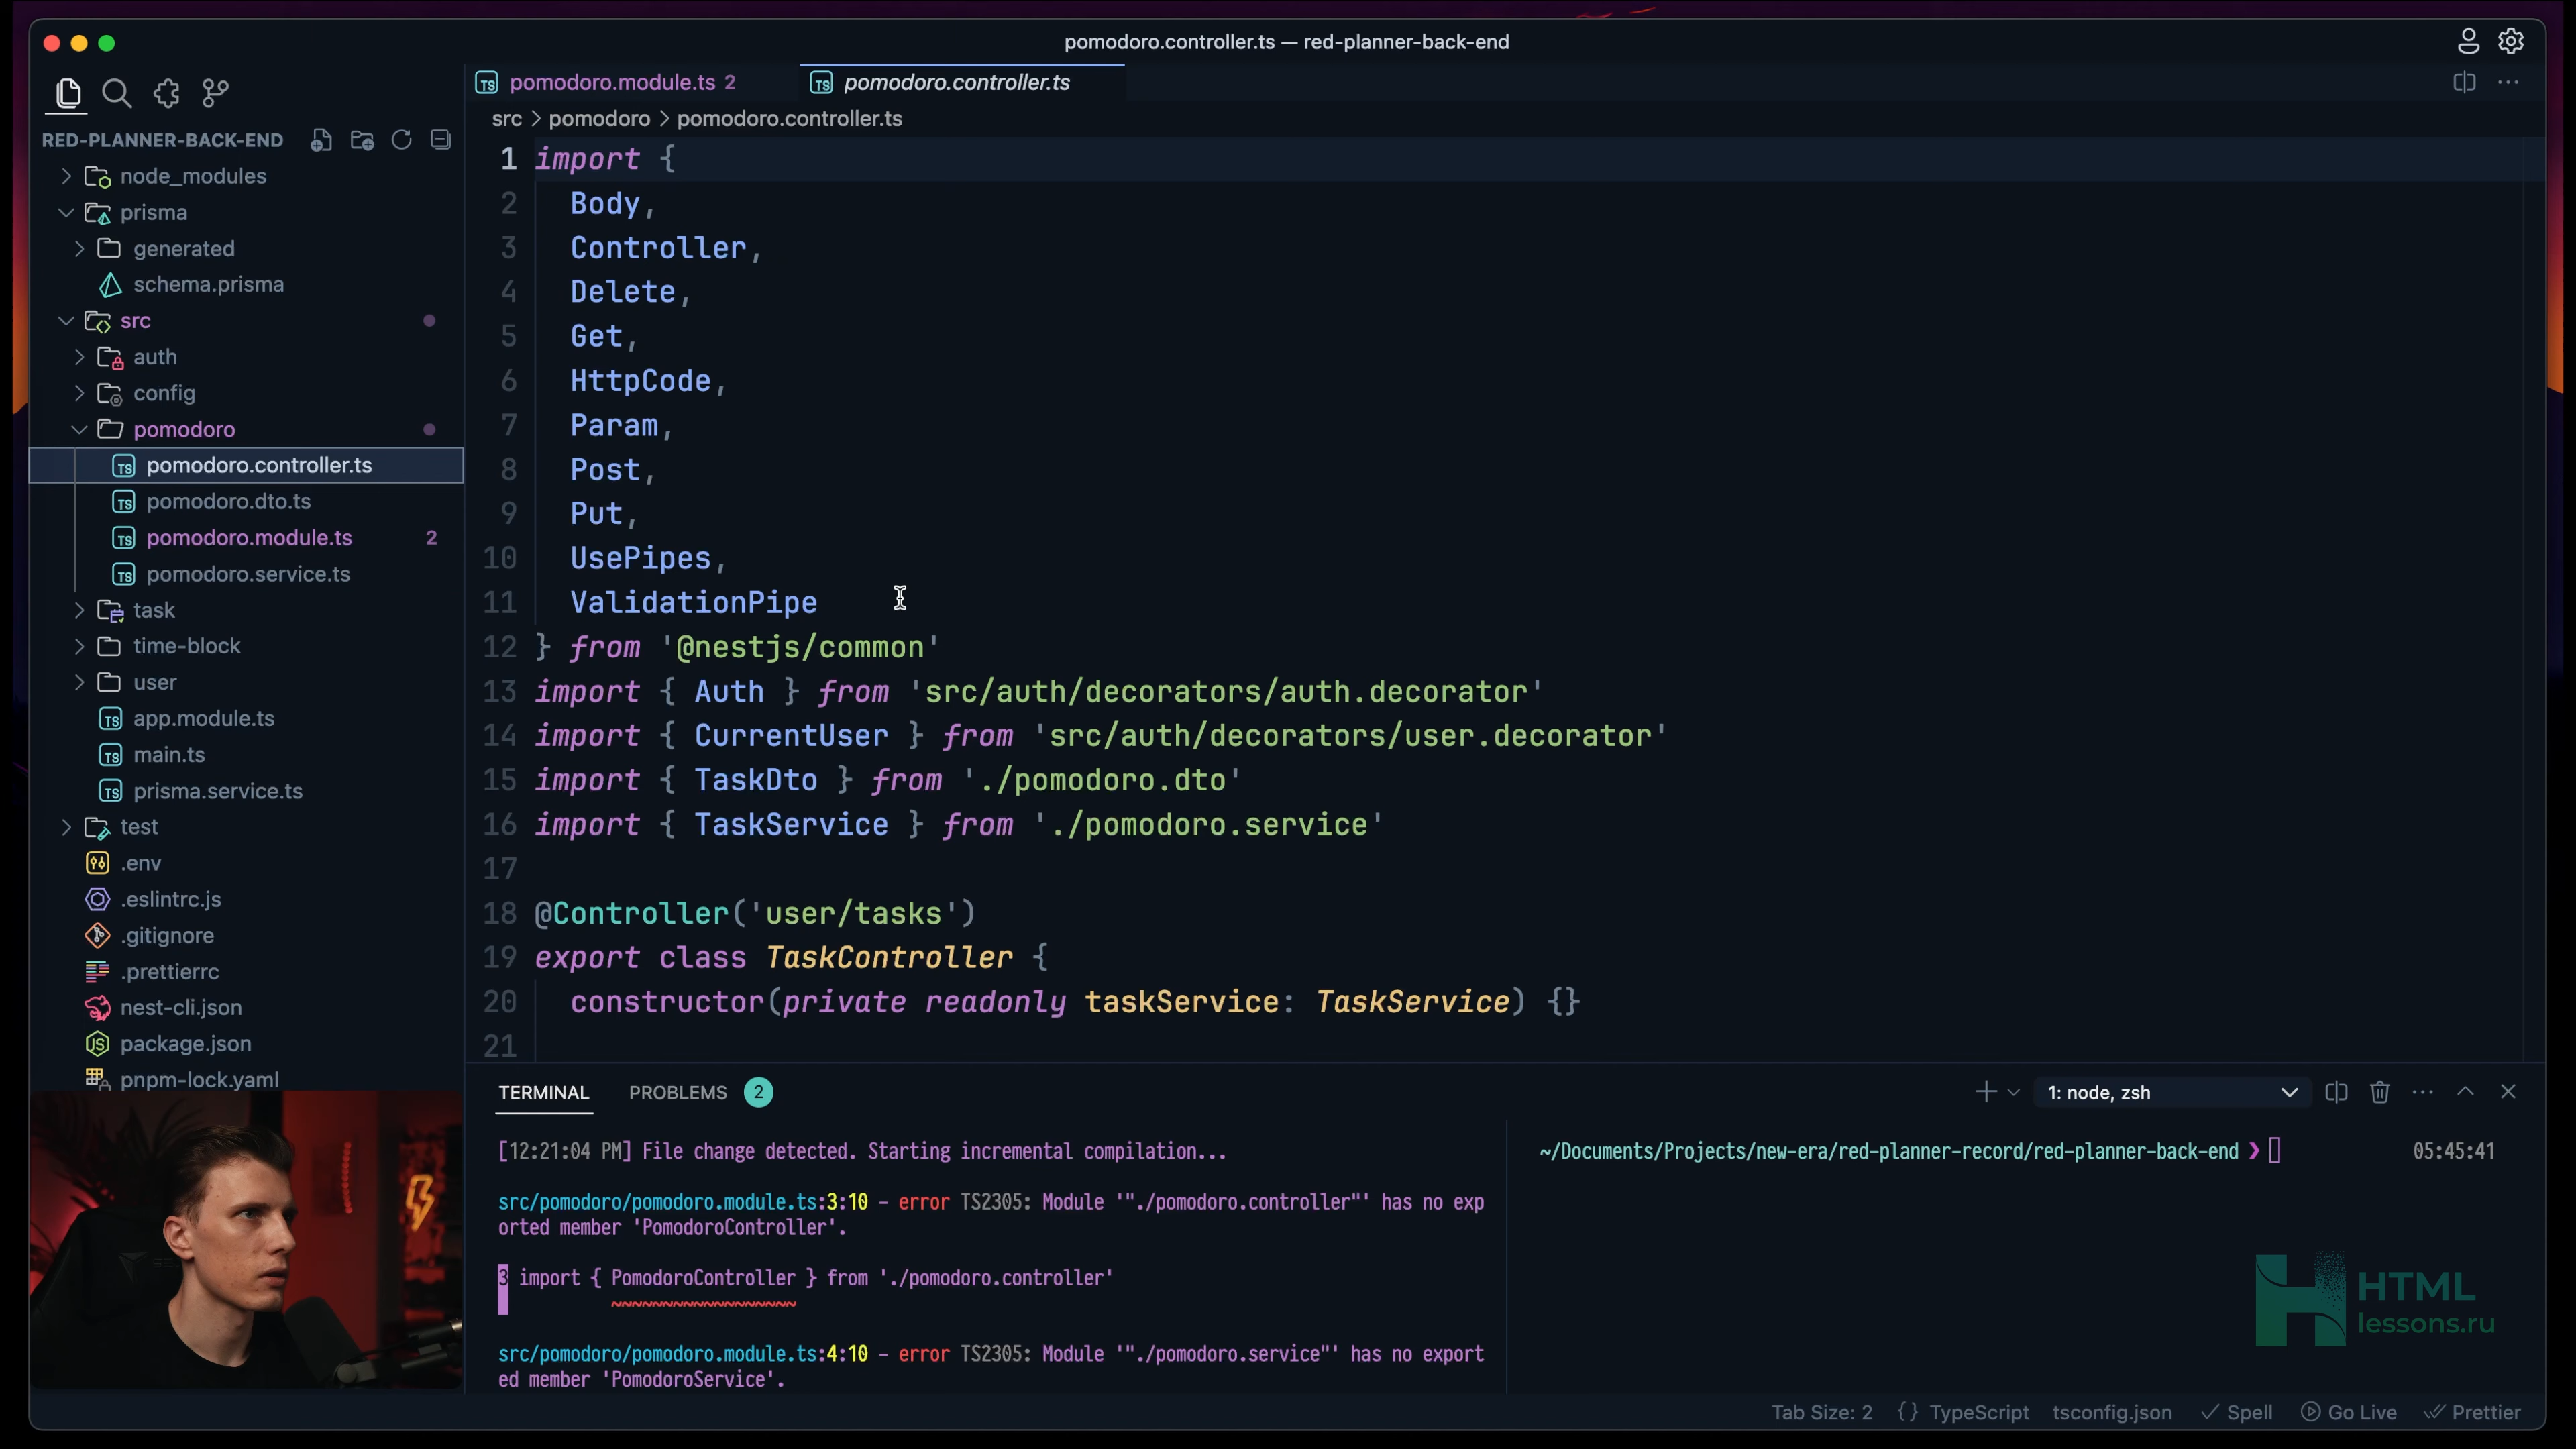 pomodoro.controller.ts — red-planner-back-end
RED-PLANNER-BACK-END
node_modules
prisma
generated
schema.prisma
src
auth
config
pomodoro
pomodoro.controller.ts
pomodoro.dto.ts
pomodoro.module.ts 2
pomodoro.service.ts
task
time-block
user
app.module.ts
main.ts
prisma.service.ts
test
.env
.eslintrc.js
.gitignore
.prettierrc
nest-cli.json
package.json
pnpm-lock.yaml
pomodoro.module.ts 2
pomodoro.controller.ts
src > pomodoro > pomodoro.controller.ts
1 import {
2 Body,
3 Controller,
4 Delete,
5 Get,
6 HttpCode,
7 Param,
8 Post,
9 Put,
10 UsePipes,
11 ValidationPipe
12 } from '@nestjs/common'
13 import { Auth } from 'src/auth/decorators/auth.decorator'
14 import { CurrentUser } from 'src/auth/decorators/user.decorator'
15 import { TaskDto } from './pomodoro.dto'
16 import { TaskService } from './pomodoro.service'
17
18 @Controller('user/tasks')
19 export class TaskController {
20 constructor(private readonly taskService: TaskService) {}
21
TERMINAL PROBLEMS 2
1: node, zsh
[12:21:04 PM] File change detected. Starting incremental compilation...
src/pomodoro/pomodoro.module.ts:3:10 - error TS2305: Module '"./pomodoro.controller"' has no exp
orted member 'PomodoroController'.
3 import { PomodoroController } from './pomodoro.controller'
~~~~~~~~~~~~~~~~~~
src/pomodoro/pomodoro.module.ts:4:10 - error TS2305: Module '"./pomodoro.service"' has no export
ed member 'PomodoroService'.
~/Documents/Projects/new-era/red-planner-record/red-planner-back-end ❯ 05:45:41
HTML
lessons.ru
Tab Size: 2 {} TypeScript tsconfig.json Spell Go Live Prettier